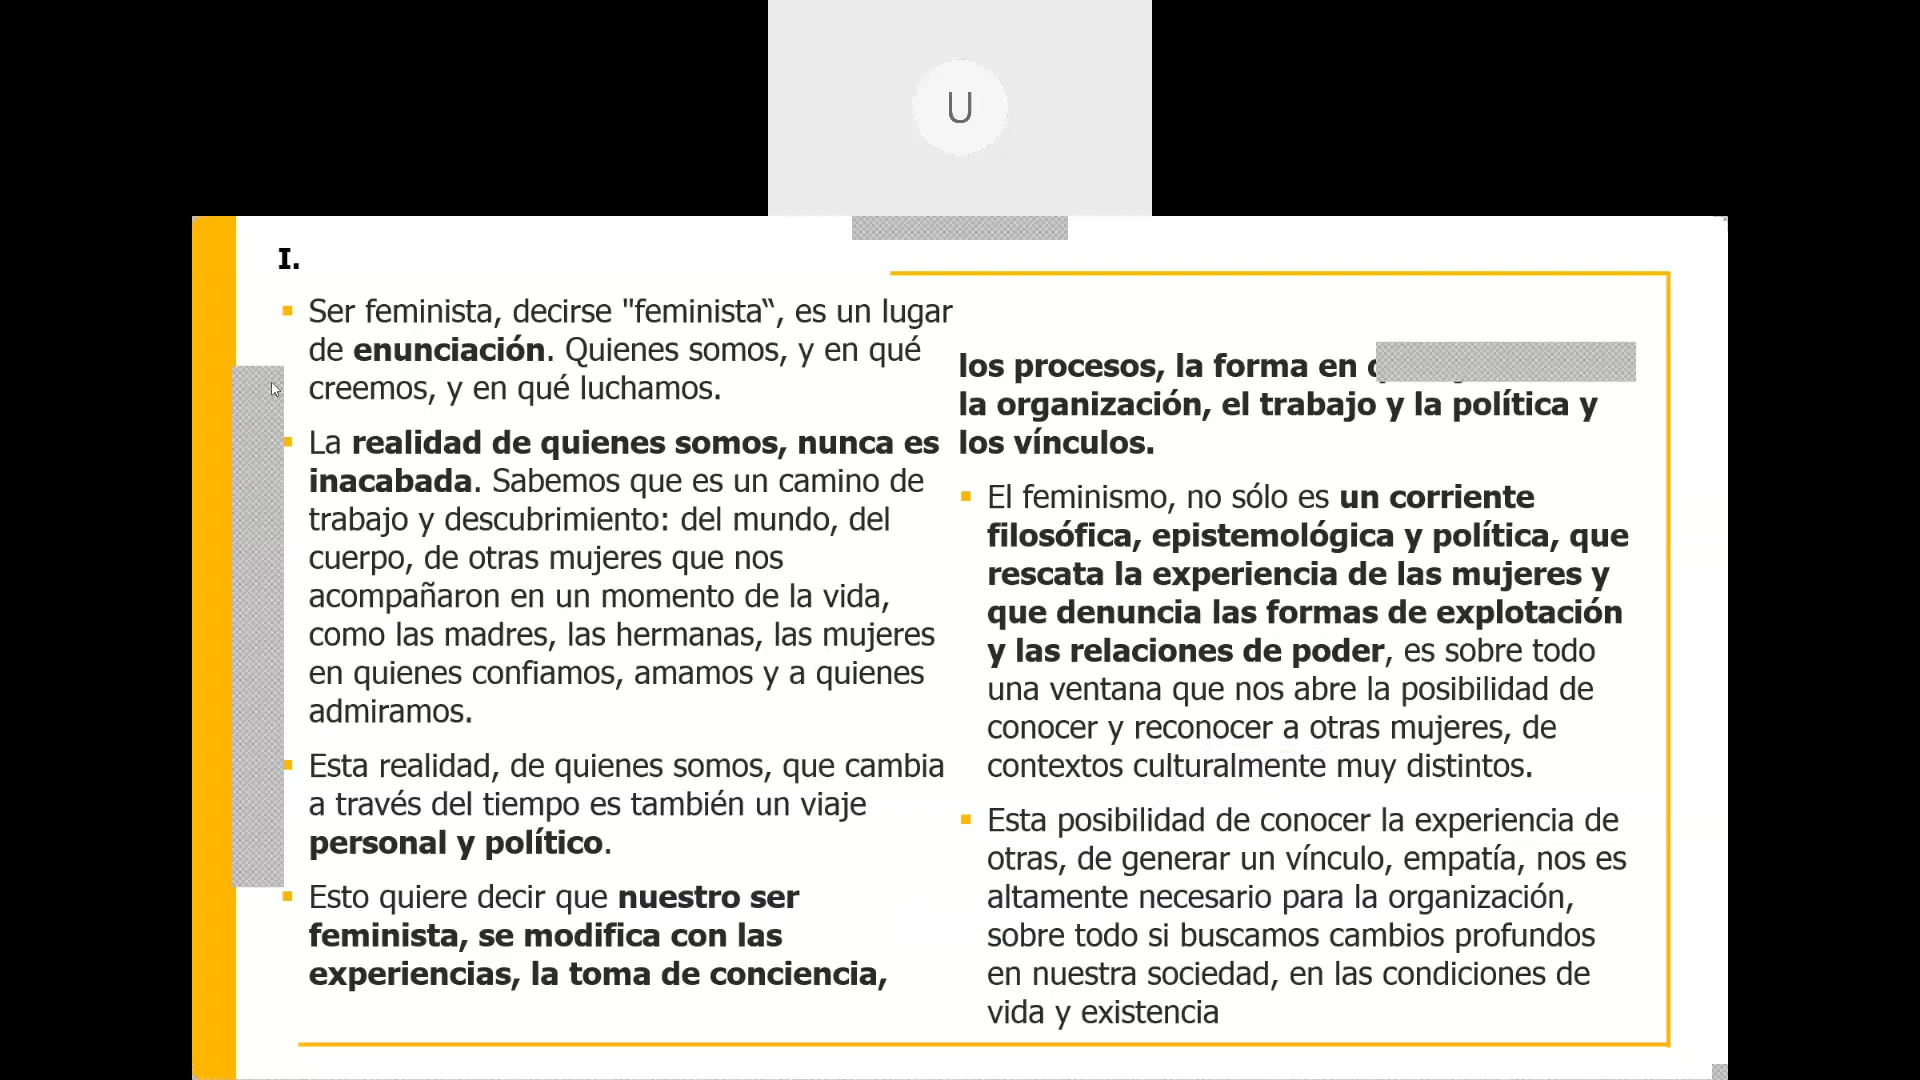 U
I.
Ser feminista, decirse "feminista“, es un lugar
de enunciación. Quienes somos, y en qué
creemos, y en qué luchamos.
La realidad de quienes somos, nunca es
inacabada. Sabemos que es un camino de
trabajo y descubrimiento: del mundo, del
cuerpo, de otras mujeres que nos
acompañaron en un momento de la vida,
como las madres, las hermanas, las mujeres
en quienes confiamos, amamos y a quienes
admiramos.
Esta realidad, de quienes somos, que cambia
a través del tiempo es también un viaje
personal y político.
Esto quiere decir que nuestro ser
feminista, se modifica con las
experiencias, la toma de conciencia,
los procesos, la forma en
la organización, el trabajo y la política y
los vínculos.
El feminismo, no sólo es un corriente
filosófica, epistemológica y política, que
rescata la experiencia de las mujeres y
que denuncia las formas de explotación
y las relaciones de poder, es sobre todo
una ventana que nos abre la posibilidad de
conocer y reconocer a otras mujeres, de
contextos culturalmente muy distintos.
Esta posibilidad de conocer la experiencia de
otras, de generar un vínculo, empatía, nos es
altamente necesario para la organización,
sobre todo si buscamos cambios profundos
en nuestra sociedad, en las condiciones de
vida y existencia